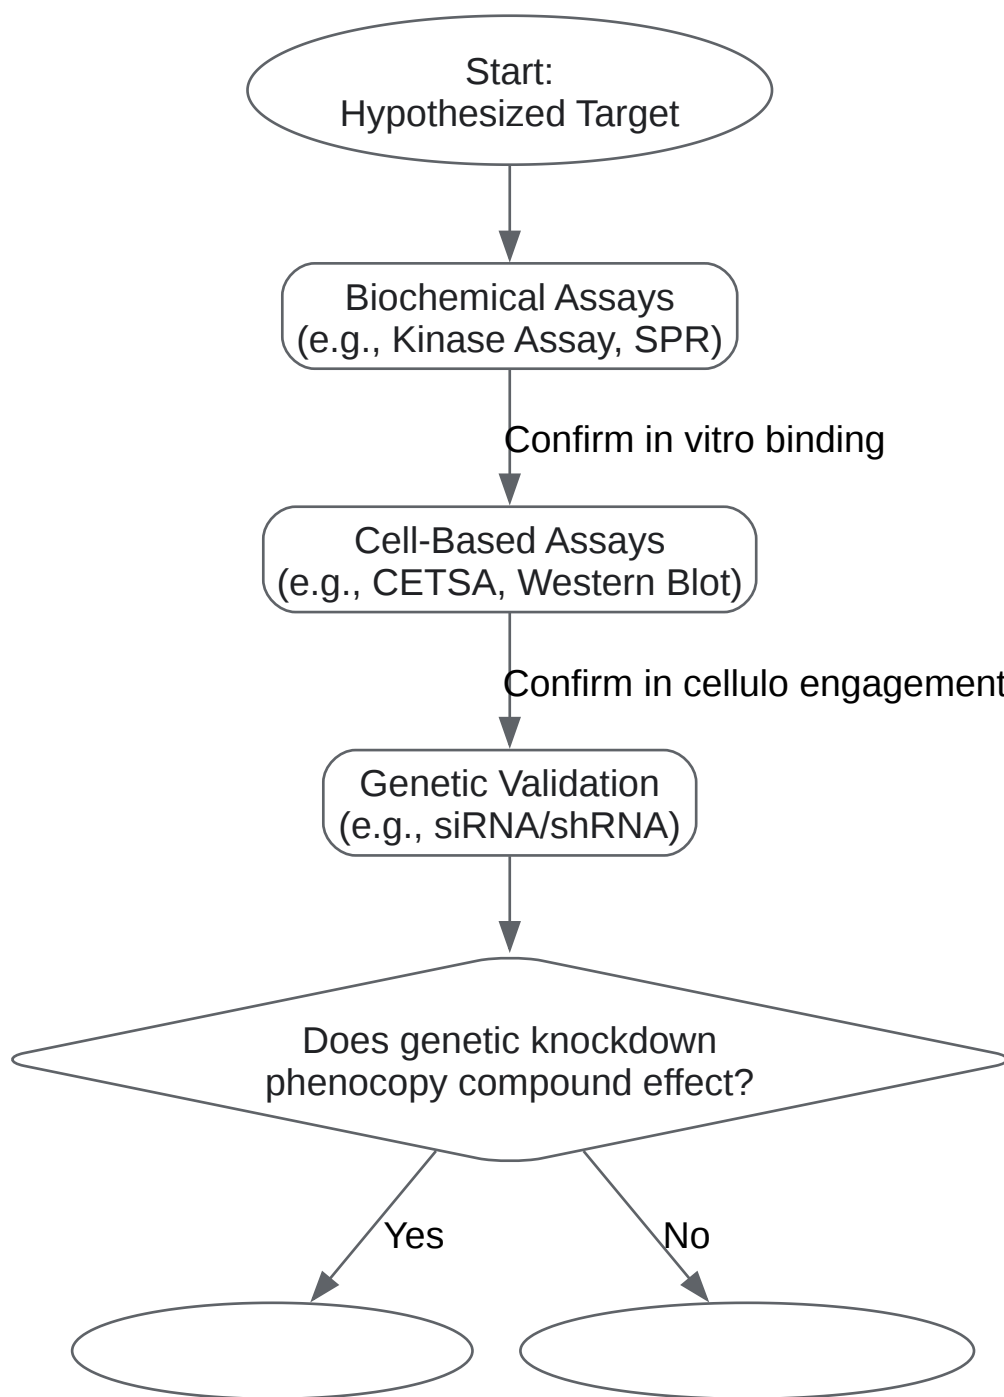 Start:
Hypothesized Target
Biochemical Assays
(e.g., Kinase Assay, SPR)
Confirm in vitro binding
Cell-Based Assays
(e.g., CETSA, Western Blot)
Confirm in cellulo engagement
Genetic Validation
(e.g., siRNA/shRNA)
Does genetic knockdown
phenocopy compound effect?
Yes
No